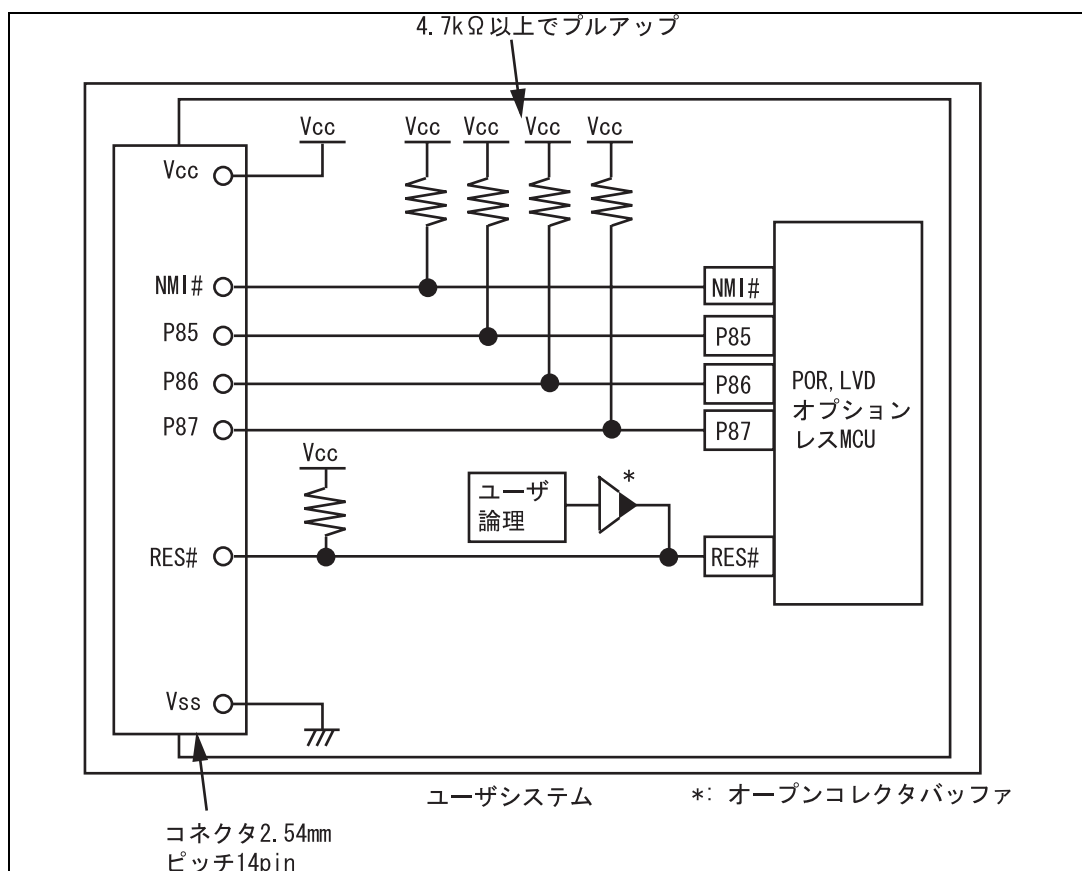 4.7kΩ以上でプルアップ
Vcc
Vcc
Vcc
Vcc
Vcc
Vcc
NMI#
NMI#
P85
P85
P86
P86
P87
P87
POR, LVD
オプション
レスMCU
Vcc
ユーザ
論理
*
RES#
RES#
Vss
ユーザシステム
*: オープンコレクタバッファ
コネクタ2.54mm
ピッチ14pin